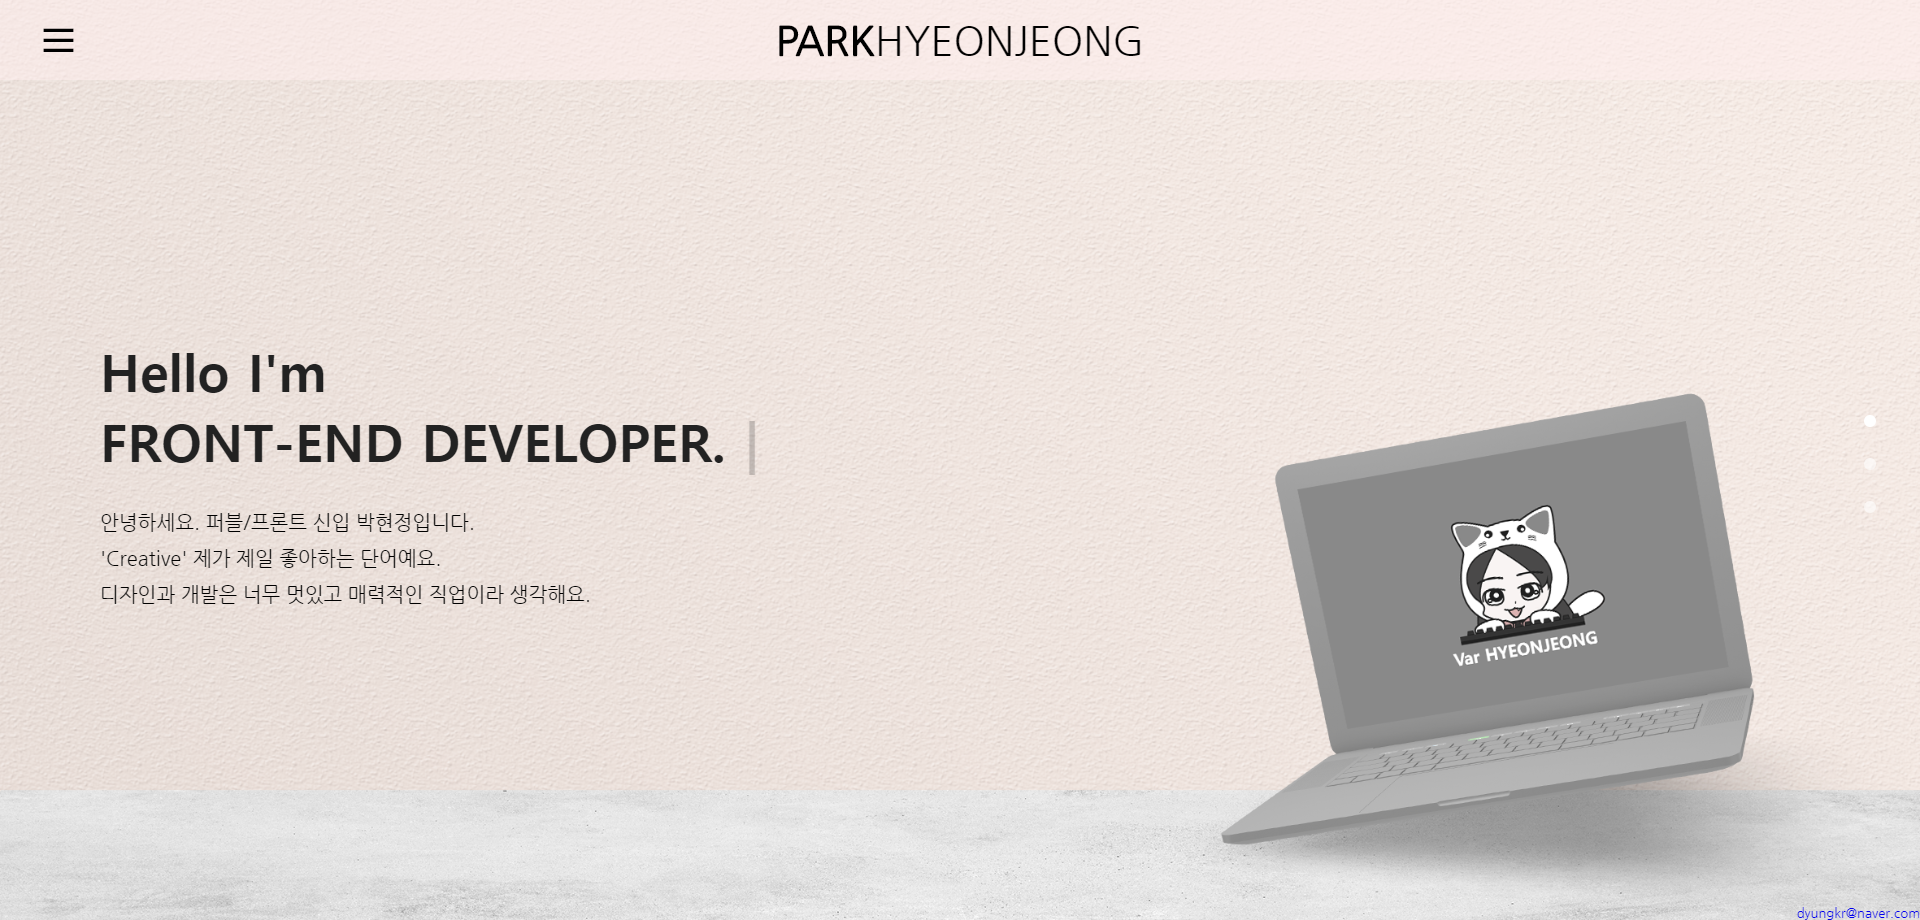 PARKHYEONJEONG
Hello I'm
FRONT-END DEVELOPER.
안녕하세요. 퍼블/프론트 신입 박현정입니다.
'Creative' 제가 제일 좋아하는 단어예요.
디자인과 개발은 너무 멋있고 매력적인 직업이라 생각해요.
Var HYEONJEONG
dyungkr@naver.com